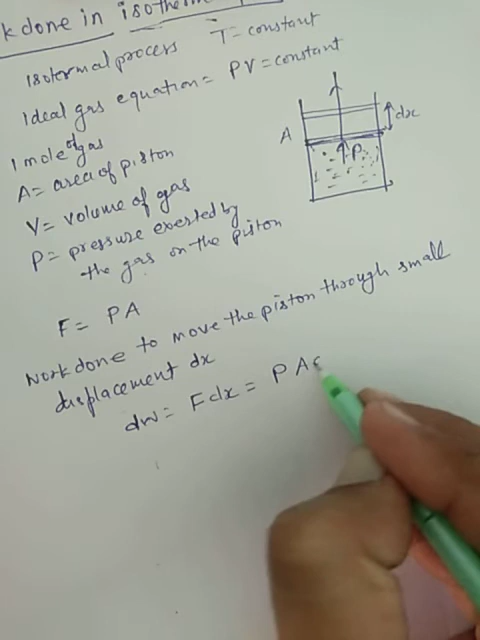 k done in isothe
Isotermal process T = constant
Ideal gas equation = PV = constant
1 mole of gas
A = area of piston
V = volume of gas
P = pressure exerted by
the gas on the piston
A
P
dx
F = PA
Work done to move the piston through small
displacement dx
dw = Fdx = PA